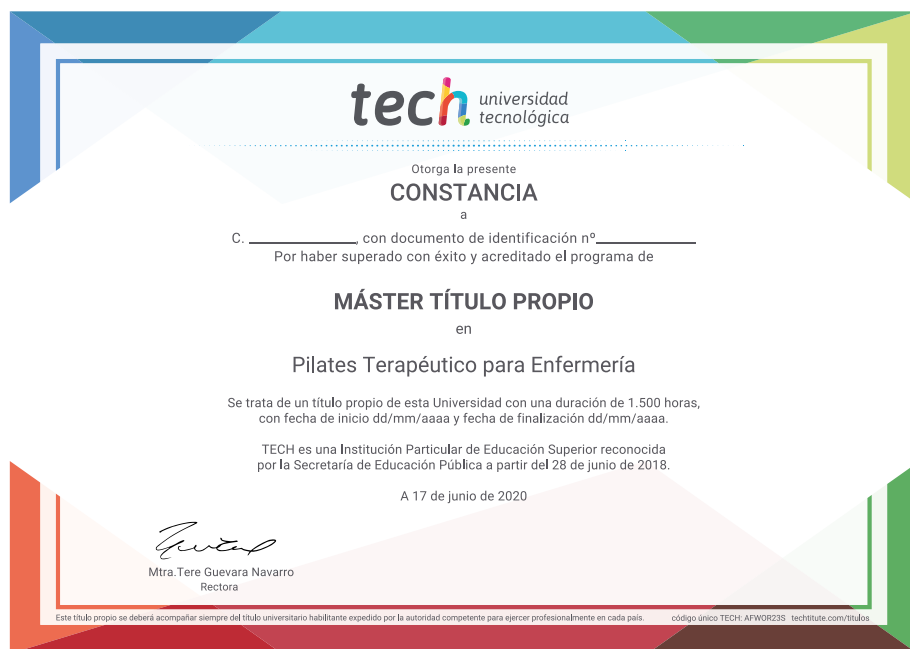 tech universidad
tecnológica
Otorga la presente
CONSTANCIA
a
C. ____________, con documento de identificación nº____________
Por haber superado con éxito y acreditado el programa de
MÁSTER TÍTULO PROPIO
en
Pilates Terapéutico para Enfermería
Se trata de un título propio de esta Universidad con una duración de 1.500 horas,
con fecha de inicio dd/mm/aaaa y fecha de finalización dd/mm/aaaa.
TECH es una Institución Particular de Educación Superior reconocida
por la Secretaría de Educación Pública a partir del 28 de junio de 2018.
A 17 de junio de 2020
Mtra.Tere Guevara Navarro
Rectora
Este título propio se deberá acompañar siempre del título universitario habilitante expedido por la autoridad competente para ejercer profesionalmente en cada país. código único TECH: AFWOR23S techtitute.com/titulos